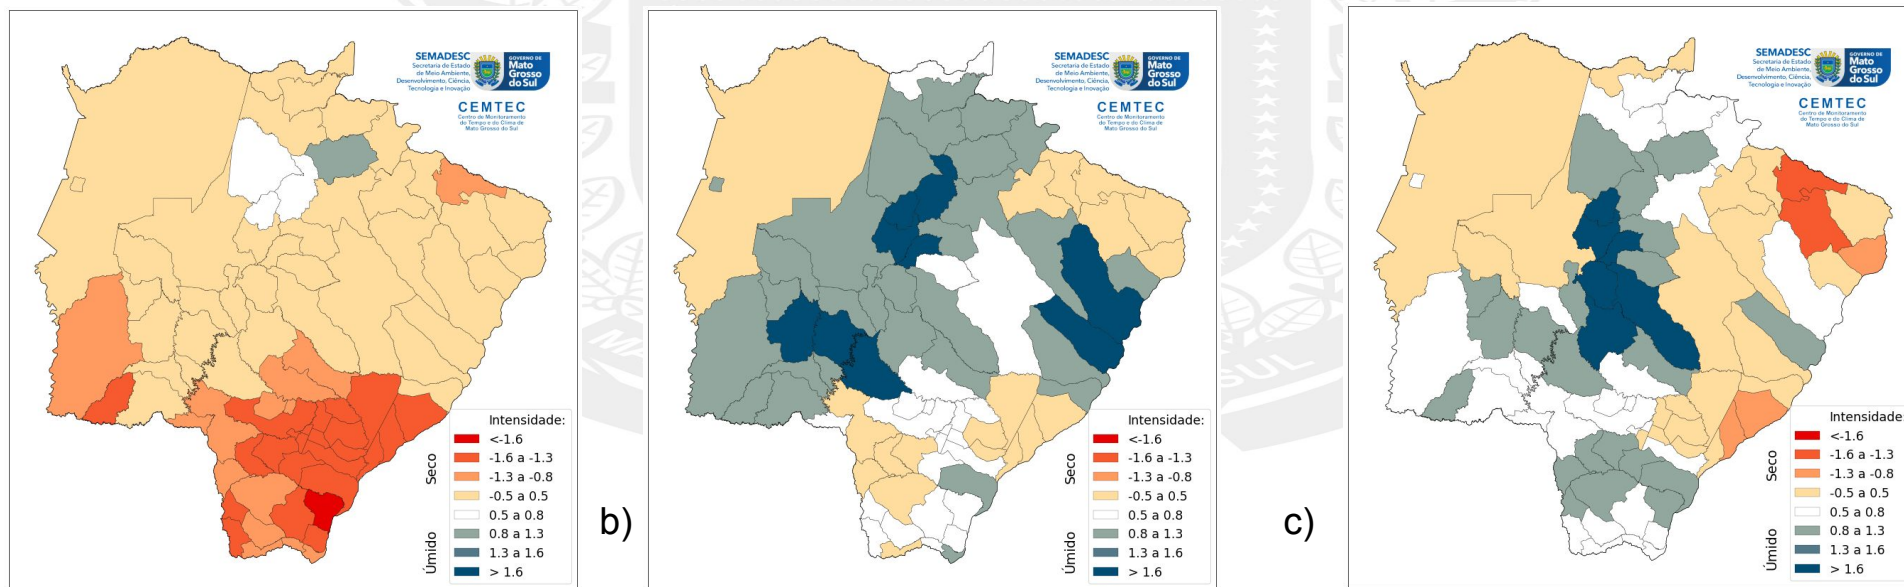 SEMADESC
Secretaria de Estado
de Meio Ambiente,
Desenvolvimento, Ciência,
Tecnologia e Inovação
GOVERNO DE
Mato
Grosso
do Sul
CEMTEC
Centro de Monitoramento
do Tempo e do Clima de
Mato Grosso do Sul
Intensidade:
Seco
<-1.6
-1.6 a -1.3
-1.3 a -0.8
-0.5 a 0.5
0.5 a 0.8
Úmido
0.8 a 1.3
1.3 a 1.6
> 1.6
b)
SEMADESC
Secretaria de Estado
de Meio Ambiente,
Desenvolvimento, Ciência,
Tecnologia e Inovação
GOVERNO DE
Mato
Grosso
do Sul
CEMTEC
Centro de Monitoramento
do Tempo e do Clima de
Mato Grosso do Sul
Intensidade:
Seco
<-1.6
-1.6 a -1.3
-1.3 a -0.8
-0.5 a 0.5
0.5 a 0.8
Úmido
0.8 a 1.3
1.3 a 1.6
> 1.6
c)
SEMADESC
Secretaria de Estado
de Meio Ambiente,
Desenvolvimento, Ciência,
Tecnologia e Inovação
GOVERNO DE
Mato
Grosso
do Sul
CEMTEC
Centro de Monitoramento
do Tempo e do Clima de
Mato Grosso do Sul
Intensidade:
Seco
<-1.6
-1.6 a -1.3
-1.3 a -0.8
-0.5 a 0.5
0.5 a 0.8
Úmido
0.8 a 1.3
1.3 a 1.6
> 1.6
SUL